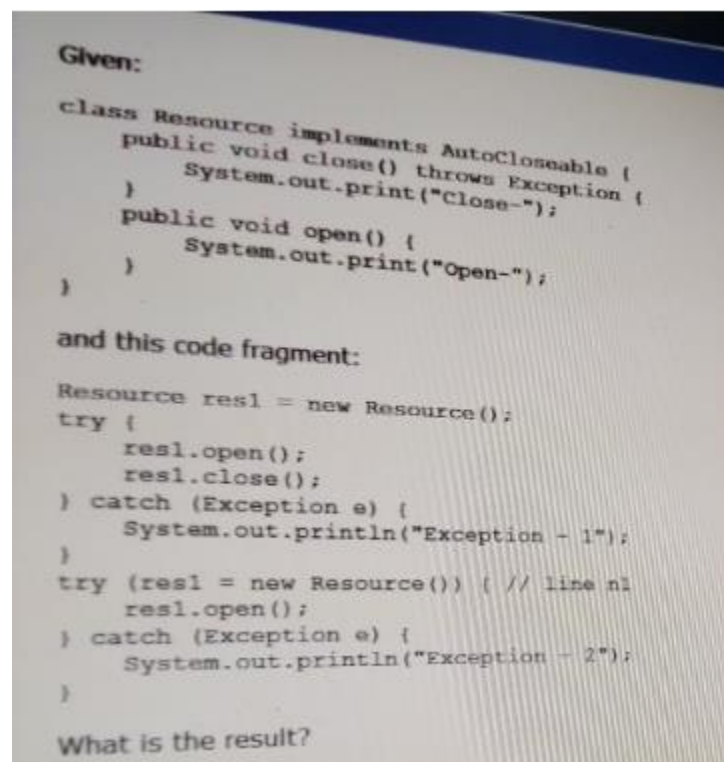 Given:
class Resource implements AutoCloseable {
public void close() throws Exception {
System.out.print("Close-");
}
public void open() {
System.out.print("Open-");
}
}
and this code fragment:
Resource res1 = new Resource();
try {
res1.open();
res1.close();
} catch (Exception e) {
System.out.println("Exception - 1");
}
try (res1 = new Resource()) { // line n1
res1.open();
} catch (Exception e) {
System.out.println("Exception - 2");
}
What is the result?